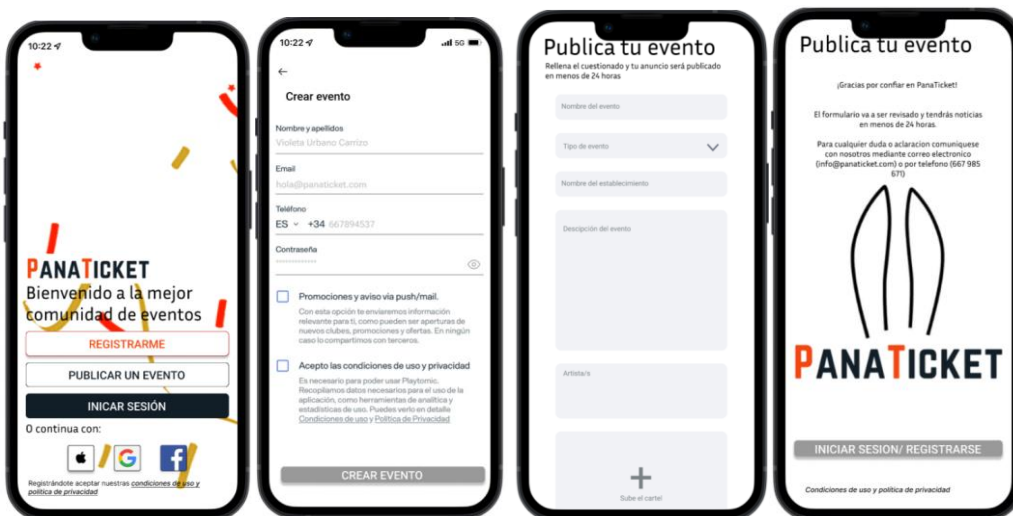 10:22
PANATICKET
Bienvenido a la mejor
comunidad de eventos
REGISTRARME
PUBLICAR UN EVENTO
INICAR SESIÓN
O continua con:
Registrándote aceptar nuestras condiciones de uso y
politica de privacidad
10:22
5G
Crear evento
Nombre y apellidos
Violeta Urbano Carrizo
Email
hola@panaticket.com
Teléfono
ES +34 667894537
Contraseña
Promociones y aviso via push/mail.
Con esta opción te enviaremos información
relevante para ti, como pueden ser aperturas de
nuevos clubes, promociones y ofertas. En ningún
caso lo compartimos con terceros.
Acepto las condiciones de uso y privacidad
Es necesario para poder usar Playtomic.
Recopilamos datos necesarios para el uso de la
aplicación, como herramientas de analítica y
estadísticas de uso. Puedes verlo en detalle
Condiciones de uso y Política de Privacidad
CREAR EVENTO
Publica tu evento
Rellena el cuestionado y tu anuncio será publicado
en menos de 24 horas
Nombre del evento
Tipo de evento
Nombre del establecimiento
Descipción del evento
Artista/s
Sube el cartel
Publica tu evento
¡Gracias por confiar en PanaTicket!
El formulario va a ser revisado y tendrás noticias
en menos de 24 horas.
Para cualquier duda o aclaracion comuniquese
con nosotros mediante correo electronico
(info@panaticket.com) o por telefono (667 985
671)
PANATICKET
INICIAR SESION/ REGISTRARSE
Condiciones de uso y política de privacidad